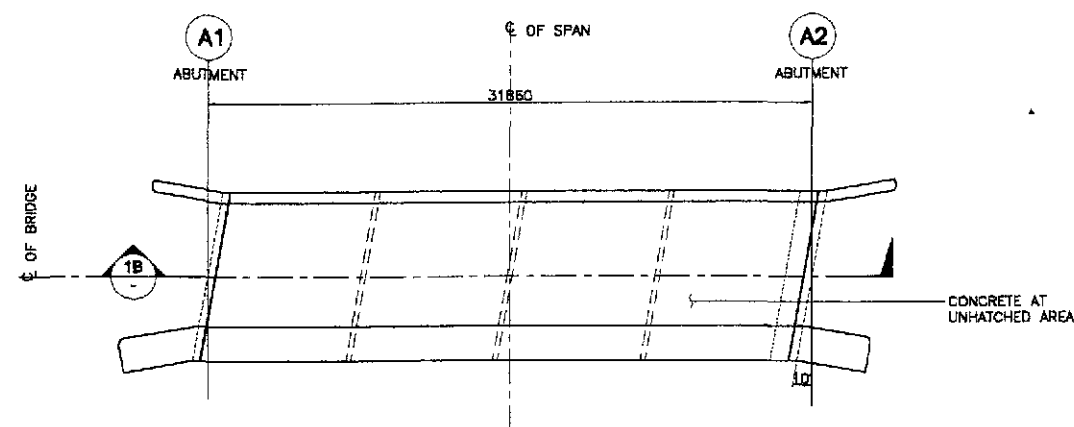 A1
A2
℄ OF SPAN
ABUTMENT
ABUTMENT
31860
℄ OF BRIDGE
1B
-
CONCRETE AT
UNHATCHED AREA
10